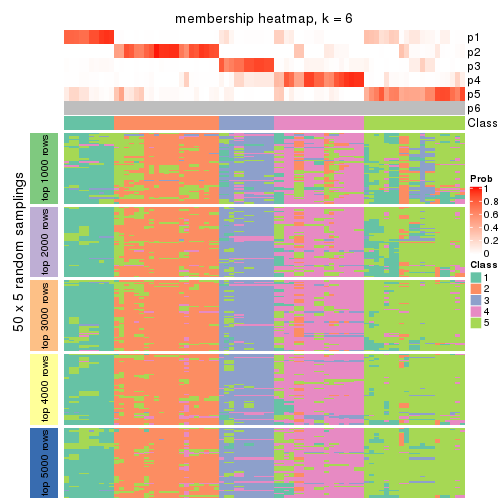 membership heatmap, k = 6
p1
p2
p3
p4
p5
p6
Class
50 x 5 random samplings
top 1000 rows
top 2000 rows
top 3000 rows
top 4000 rows
top 5000 rows
Prob
1
0.8
0.6
0.4
0.2
0
Class
1
2
3
4
5